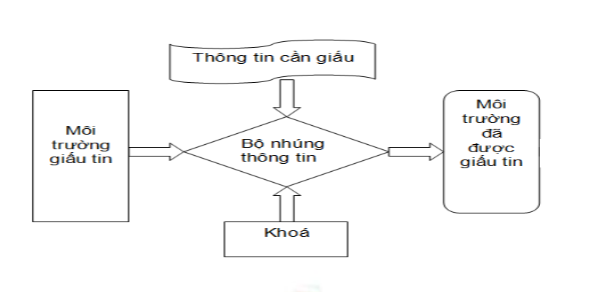 Thông tin cần giấu
Môi
trường
giấu tin
Bộ nhúng
thông tin
Môi
trường
đã
được
giấu tin
Khoá